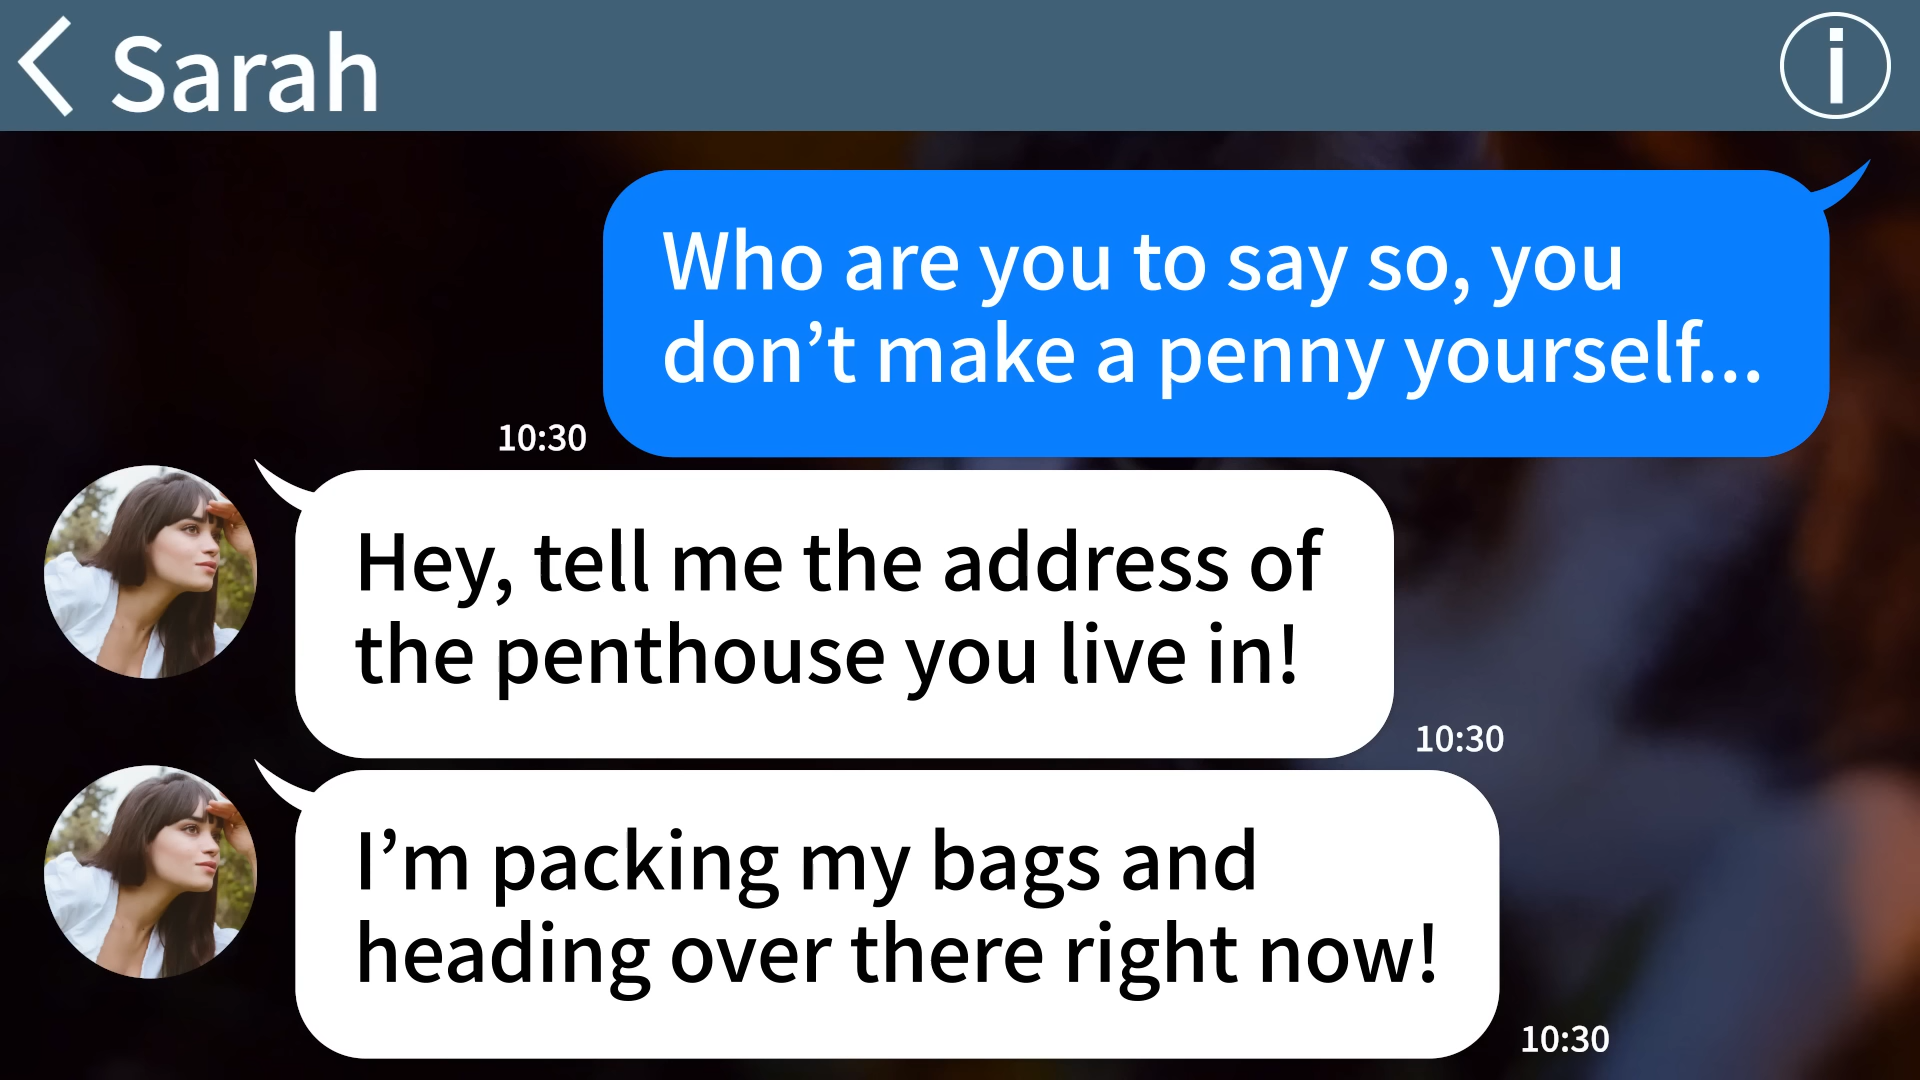 Sarah
Who are you to say so, you
don’t make a penny yourself...
10:30
Hey, tell me the address of
the penthouse you live in!
10:30
I’m packing my bags and
heading over there right now!
10:30